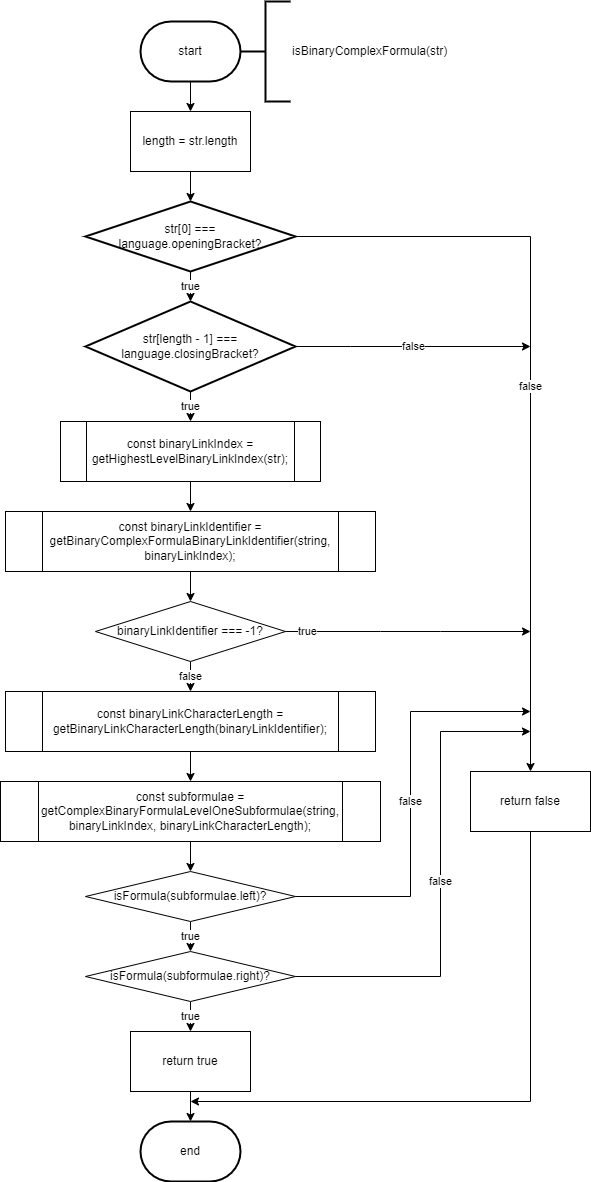 start
isBinaryComplexFormula(str)
length = str.length
str[0] ===
language.openingBracket?
true
str[length - 1] ===
language.closingBracket?
false
false
true
const binaryLinkIndex =
getHighestLevelBinaryLinkIndex(str);
const binaryLinkIdentifier =
getBinaryComplexFormulaBinaryLinkIdentifier(string,
binaryLinkIndex);
binaryLinkIdentifier === -1?
true
false
const binaryLinkCharacterLength =
getBinaryLinkCharacterLength(binaryLinkIdentifier);
const subformulae =
getComplexBinaryFormulaLevelOneSubformulae(string,
binaryLinkIndex, binaryLinkCharacterLength);
false
return false
isFormula(subformulae.left)?
false
true
isFormula(subformulae.right)?
true
return true
end